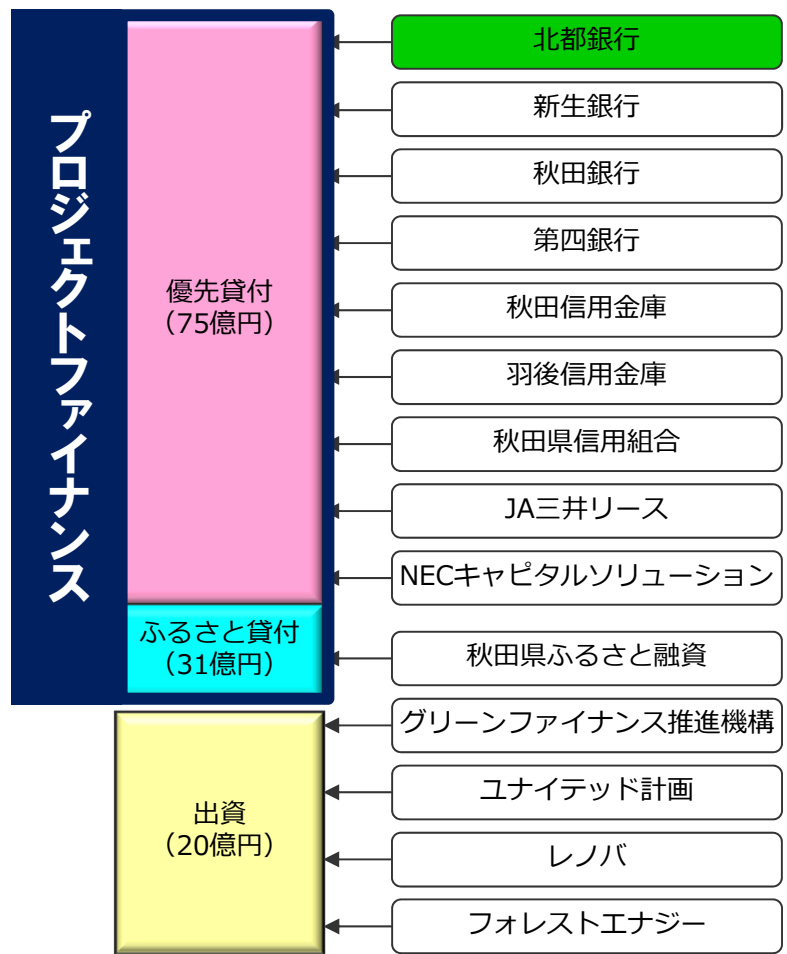 プロジェクトファイナンス
優先貸付
（75億円）
ふるさと貸付
（31億円）
出資
（20億円）
北都銀行
新生銀行
秋田銀行
第四銀行
秋田信用金庫
羽後信用金庫
秋田県信用組合
JA三井リース
NECキャピタルソリューション
秋田県ふるさと融資
グリーンファイナンス推進機構
ユナイテッド計画
レノバ
フォレストエナジー